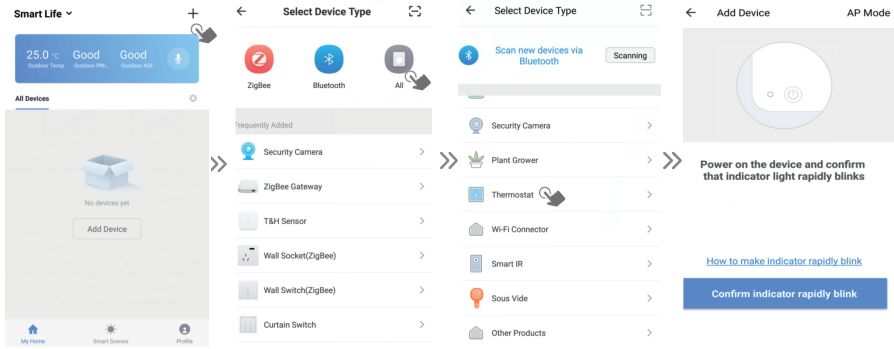 Smart Life
25.0 °C Good Good
Outdoor Temp Outdoor PM... Outdoor AQI
All Devices
No devices yet
Add Device
My Home Smart Scenes Profile
Select Device Type
ZigBee Bluetooth All
Frequently Added
Security Camera
ZigBee Gateway
T&H Sensor
Wall Socket(ZigBee)
Wall Switch(ZigBee)
Curtain Switch
Select Device Type
Scan new devices via
Bluetooth
Scanning
Security Camera
Plant Grower
Thermostat
Wi-Fi Connector
Smart IR
Sous Vide
Other Products
Add Device AP Mode
Power on the device and confirm
that indicator light rapidly blinks
How to make indicator rapidly blink
Confirm indicator rapidly blink